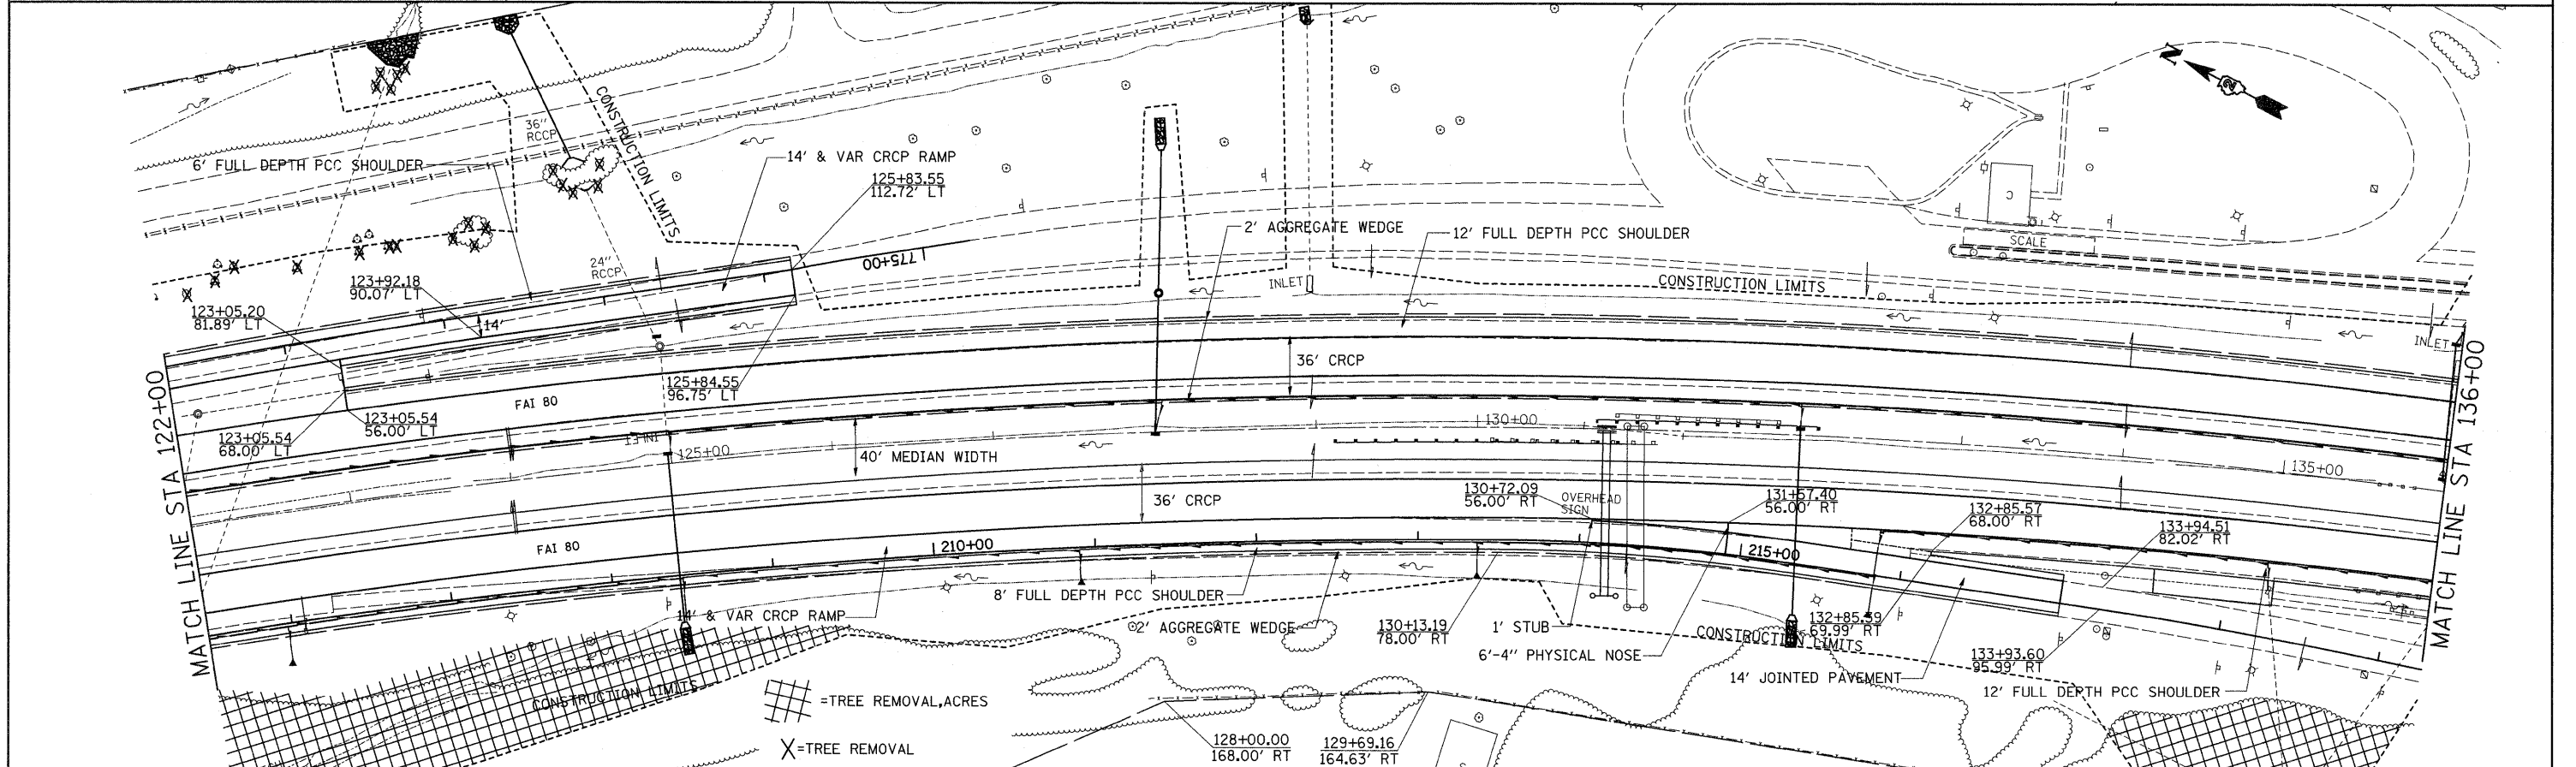 N
CONSTRUCTION LIMITS
36" RCCP
6' FULL DEPTH PCC SHOULDER
14' & VAR CRCP RAMP
125+83.55
112.72' LT
2' AGGREGATE WEDGE
12' FULL DEPTH PCC SHOULDER
SCALE
775+00
24" RCCP
INLET
CONSTRUCTION LIMITS
123+92.18
90.07' LT
123+05.20
81.89' LT
14'
INLET
36' CRCP
125+84.55
96.75' LT
FAI 80
123+05.54
56.00' LT
123+05.54
68.00' LT
MATCH LINE STA 122+00
MATCH LINE STA 136+00
INLET
125+00
130+00
135+00
40' MEDIAN WIDTH
36' CRCP
130+72.09
56.00' RT
OVERHEAD
SIGN
131+57.40
56.00' RT
132+85.57
68.00' RT
133+94.51
82.02' RT
FAI 80
210+00
215+00
8' FULL DEPTH PCC SHOULDER
14' & VAR CRCP RAMP
2' AGGREGATE WEDGE
130+13.19
78.00' RT
1' STUB
132+85.39
69.99' RT
CONSTRUCTION LIMITS
6'-4" PHYSICAL NOSE
133+93.60
95.99' RT
14' JOINTED PAVEMENT
12' FULL DEPTH PCC SHOULDER
CONSTRUCTION LIMITS
=TREE REMOVAL,ACRES
X=TREE REMOVAL
128+00.00
168.00' RT
129+69.16
164.63' RT